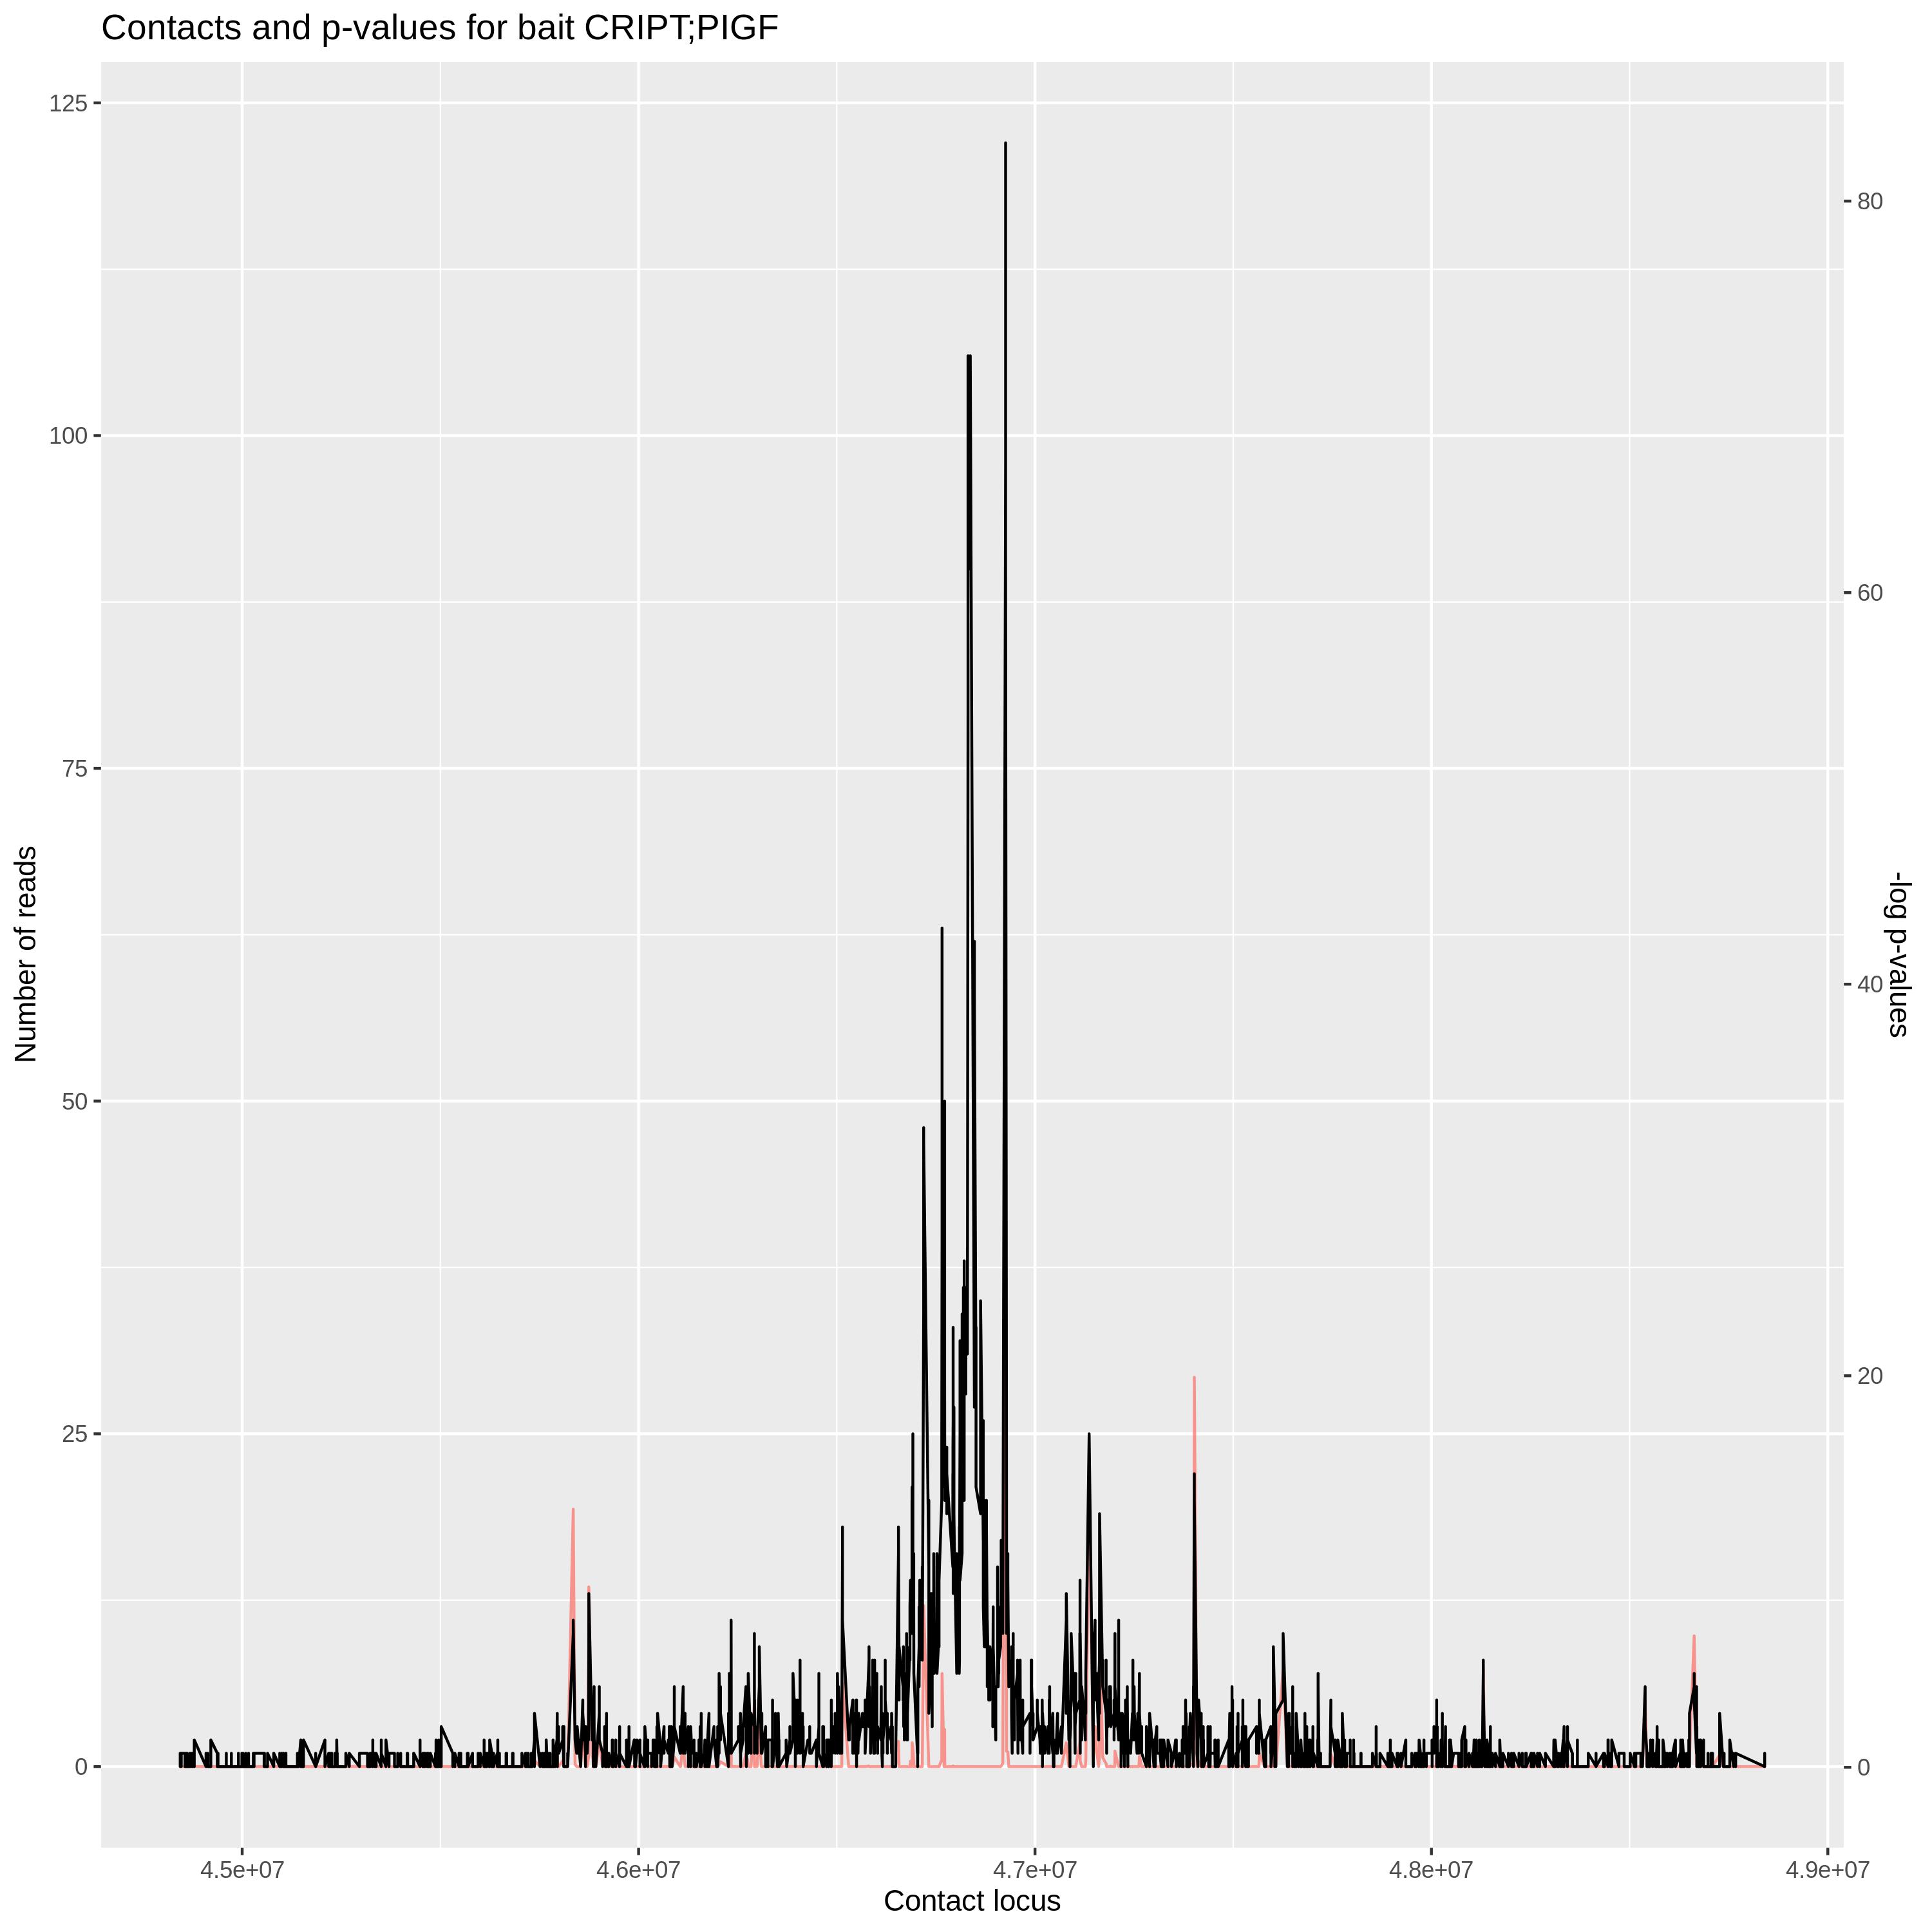 Contacts and p-values for bait CRIPT;PIGF
125
100
75
50
25
0
Number of reads
80
60
40
20
0
-log p-values
4.5e+07
4.6e+07
4.7e+07
4.8e+07
4.9e+07
Contact locus